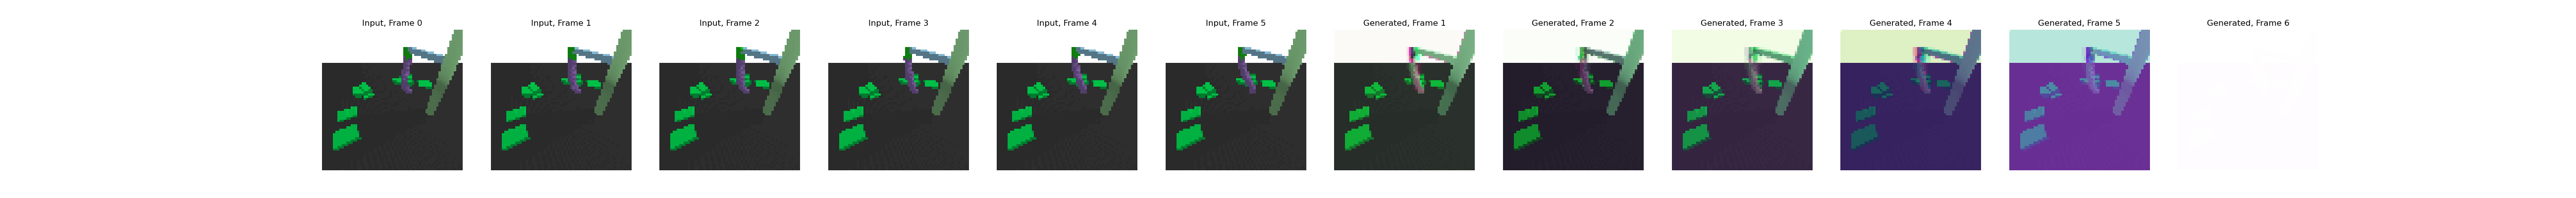 Input, Frame 0
Input, Frame 1
Input, Frame 2
Input, Frame 3
Input, Frame 4
Input, Frame 5
Generated, Frame 1
Generated, Frame 2
Generated, Frame 3
Generated, Frame 4
Generated, Frame 5
Generated, Frame 6